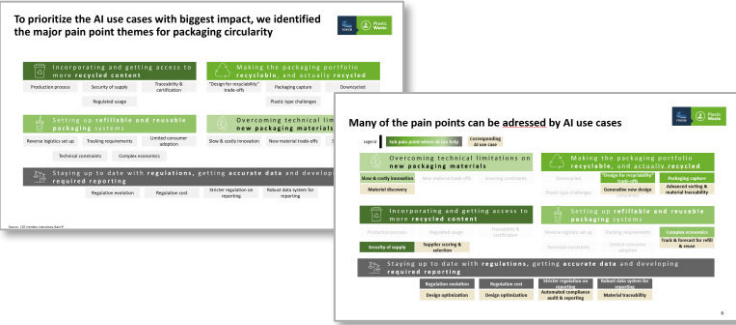 To prioritize the AI use cases with biggest impact, we identified
the major pain point themes for packaging circularity
Plastic
Waste
Incorporating and getting access to
more recycled content
Making the packaging portfolio
recyclable, and actually recycled
Production process
Security of supply
Traceability &
certification
"Design for recyclability"
trade-offs
Packaging capture
Downcycled
Regulated usage
Plastic type challenges
Setting up refillable and reusable
packaging systems
Overcoming technical lim
new packaging materials
Reverse logistics set up
Tracking requirements
Limited consumer
adoption
Slow & costly innovation
New material trade-offs
Technical constraints
Complex economics
Staying up to date with regulations, getting accurate data and develop
required reporting
Regulation evolution
Regulation cost
Stricter regulation on
reporting
Robust data system for
reporting
Many of the pain points can be adressed by AI use cases
Plastic
Waste
Legend
Sub pain point where AI can help
Corresponding
AI use case
Overcoming technical limitations on
new packaging materials
Making the packaging portfolio
recyclable, and actually recycled
Slow & costly innovation
New material trade-offs
Downcycled
"Design for recyclability"
trade-offs
Packaging capture
Material discovery
Plastic type challenges
Generative new design
Advanced sorting &
material traceability
Incorporating and getting access to
more recycled content
Setting up refillable and reusable
packaging systems
Production process
Regulated usage
Traceability &
certification
Reverse logistics set up
Tracking requirements
Complex economics
Security of supply
Supplier scoring &
selection
Technical constraints
Limited consumer
adoption
Track & forecast for refill
& reuse
Staying up to date with regulations, getting accurate data and developing
required reporting
Regulation evolution
Regulation cost
Stricter regulation on
reporting
Robust data system for
reporting
Design optimization
Design optimization
Automated compliance
audit & reporting
Material traceability